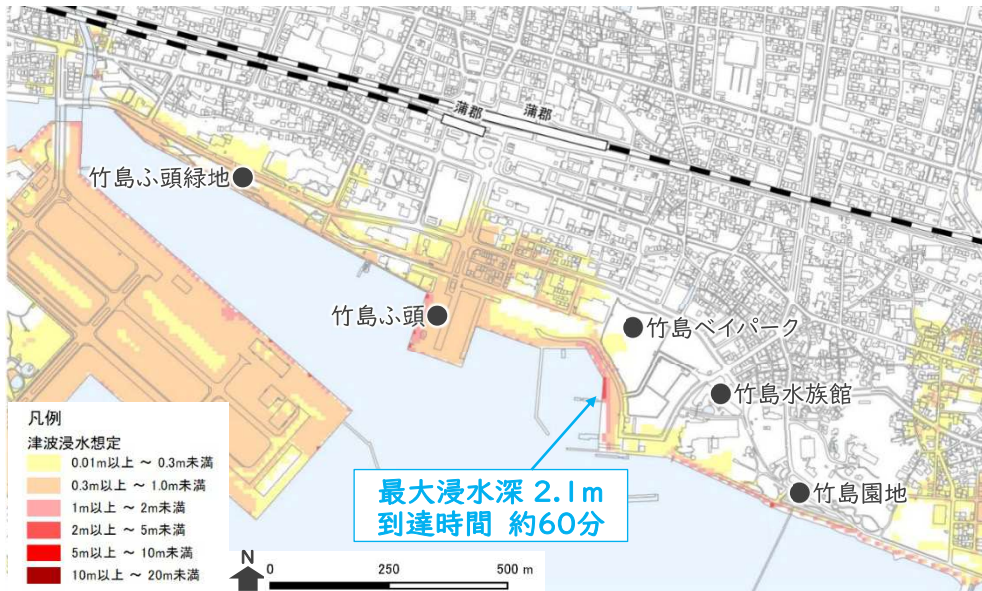 蒲郡
蒲郡
竹島ふ頭緑地
竹島ふ頭
竹島ベイパーク
竹島水族館
竹島園地
最大浸水深 2.1m
到達時間 約60分
凡例
津波浸水想定
0.01m以上 ～ 0.3m未満
0.3m以上 ～ 1.0m未満
1m以上 ～ 2m未満
2m以上 ～ 5m未満
5m以上 ～ 10m未満
10m以上 ～ 20m未満
N
0 250 500 m